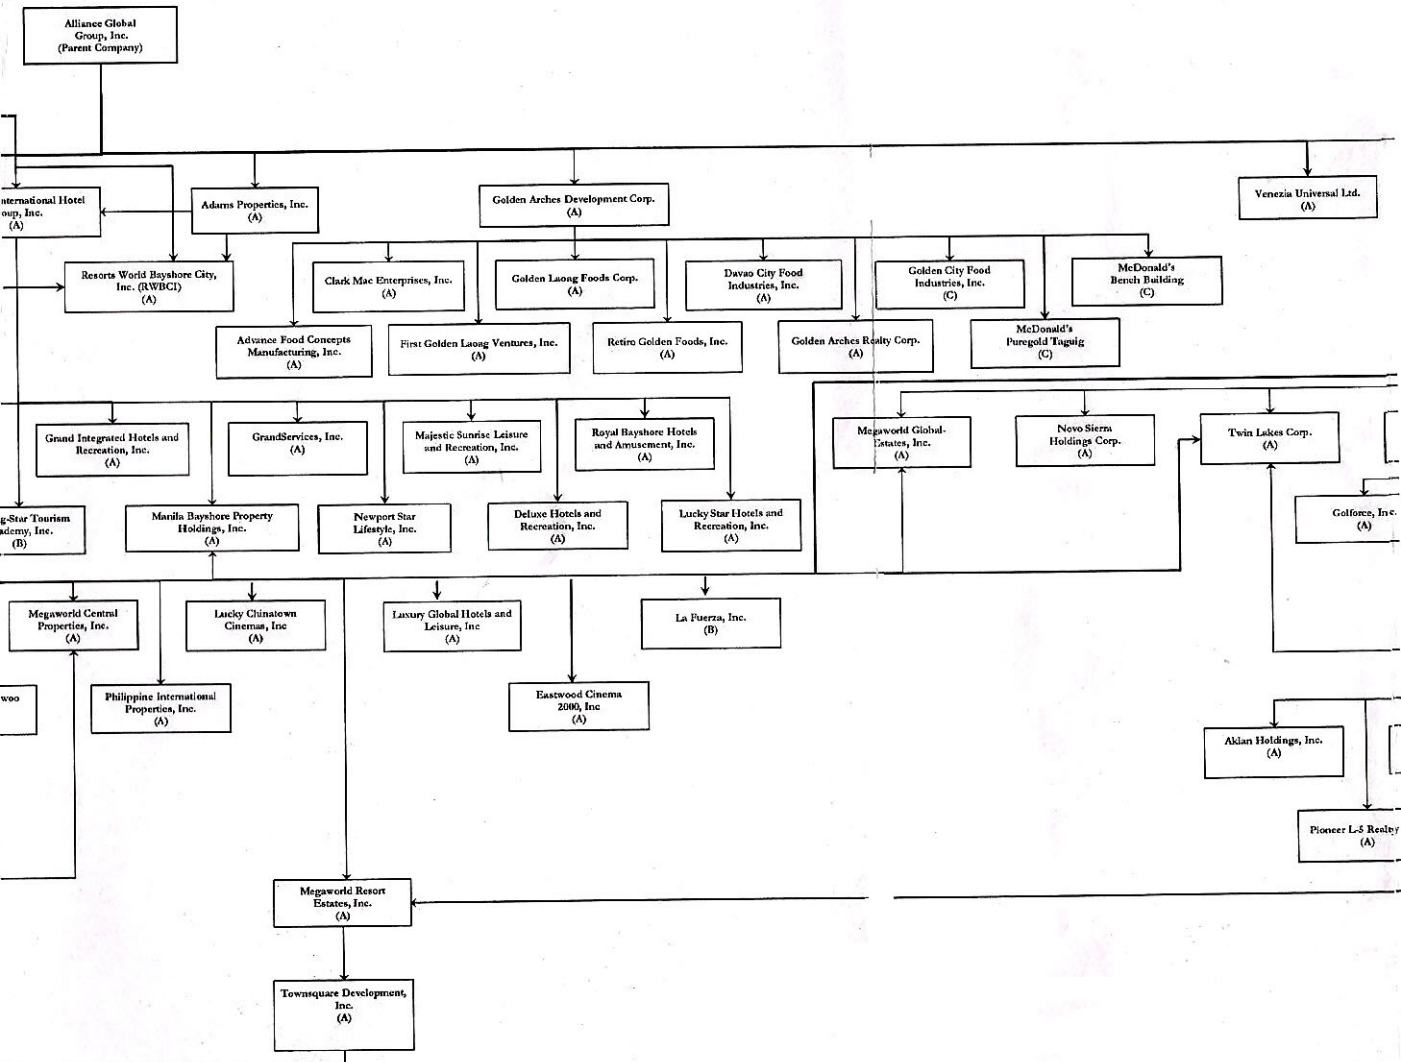 Alliance Global
Group, Inc.
(Parent Company)
nternational Hotel
oup, Inc.
(A)
Adams Properties, Inc.
(A)
Golden Arches Development Corp.
(A)
Venezia Universal Ltd.
(A)
Resorts World Bayshore City,
Inc. (RWBCI)
(A)
Clark Mac Enterprises, Inc.
(A)
Golden Laoag Foods Corp.
(A)
Davao City Food
Industries, Inc.
(A)
Golden City Food
Industries, Inc.
(C)
McDonald's
Bench Building
(C)
Advance Food Concepts
Manufacturing, Inc.
(A)
First Golden Laoag Ventures, Inc.
(A)
Retiro Golden Foods, Inc.
(A)
Golden Arches Realty Corp.
(A)
McDonald's
Puregold Taguig
(C)
Grand Integrated Hotels and
Recreation, Inc.
(A)
GrandServices, Inc.
(A)
Majestic Sunrise Leisure
and Recreation, Inc.
(A)
Royal Bayshore Hotels
and Amusement, Inc.
(A)
Megaworld Global-
Estates, Inc.
(A)
Novo Sierra
Holdings Corp.
(A)
Twin Lakes Corp.
(A)
g-Star Tourism
ademy, Inc.
(B)
Manila Bayshore Property
Holdings, Inc.
(A)
Newport Star
Lifestyle, Inc.
(A)
Deluxe Hotels and
Recreation, Inc.
(A)
Lucky Star Hotels and
Recreation, Inc.
(A)
Golforce, Inc.
(A)
Megaworld Central
Properties, Inc.
(A)
Lucky Chinatown
Cinemas, Inc
(A)
Luxury Global Hotels and
Leisure, Inc
(A)
La Fuerza, Inc.
(B)
woo
Philippine International
Properties, Inc.
(A)
Eastwood Cinema
2000, Inc
(A)
Aklan Holdings, Inc.
(A)
Pioneer L-5 Realty
(A)
Megaworld Resort
Estates, Inc.
(A)
Townsquare Development,
Inc.
(A)